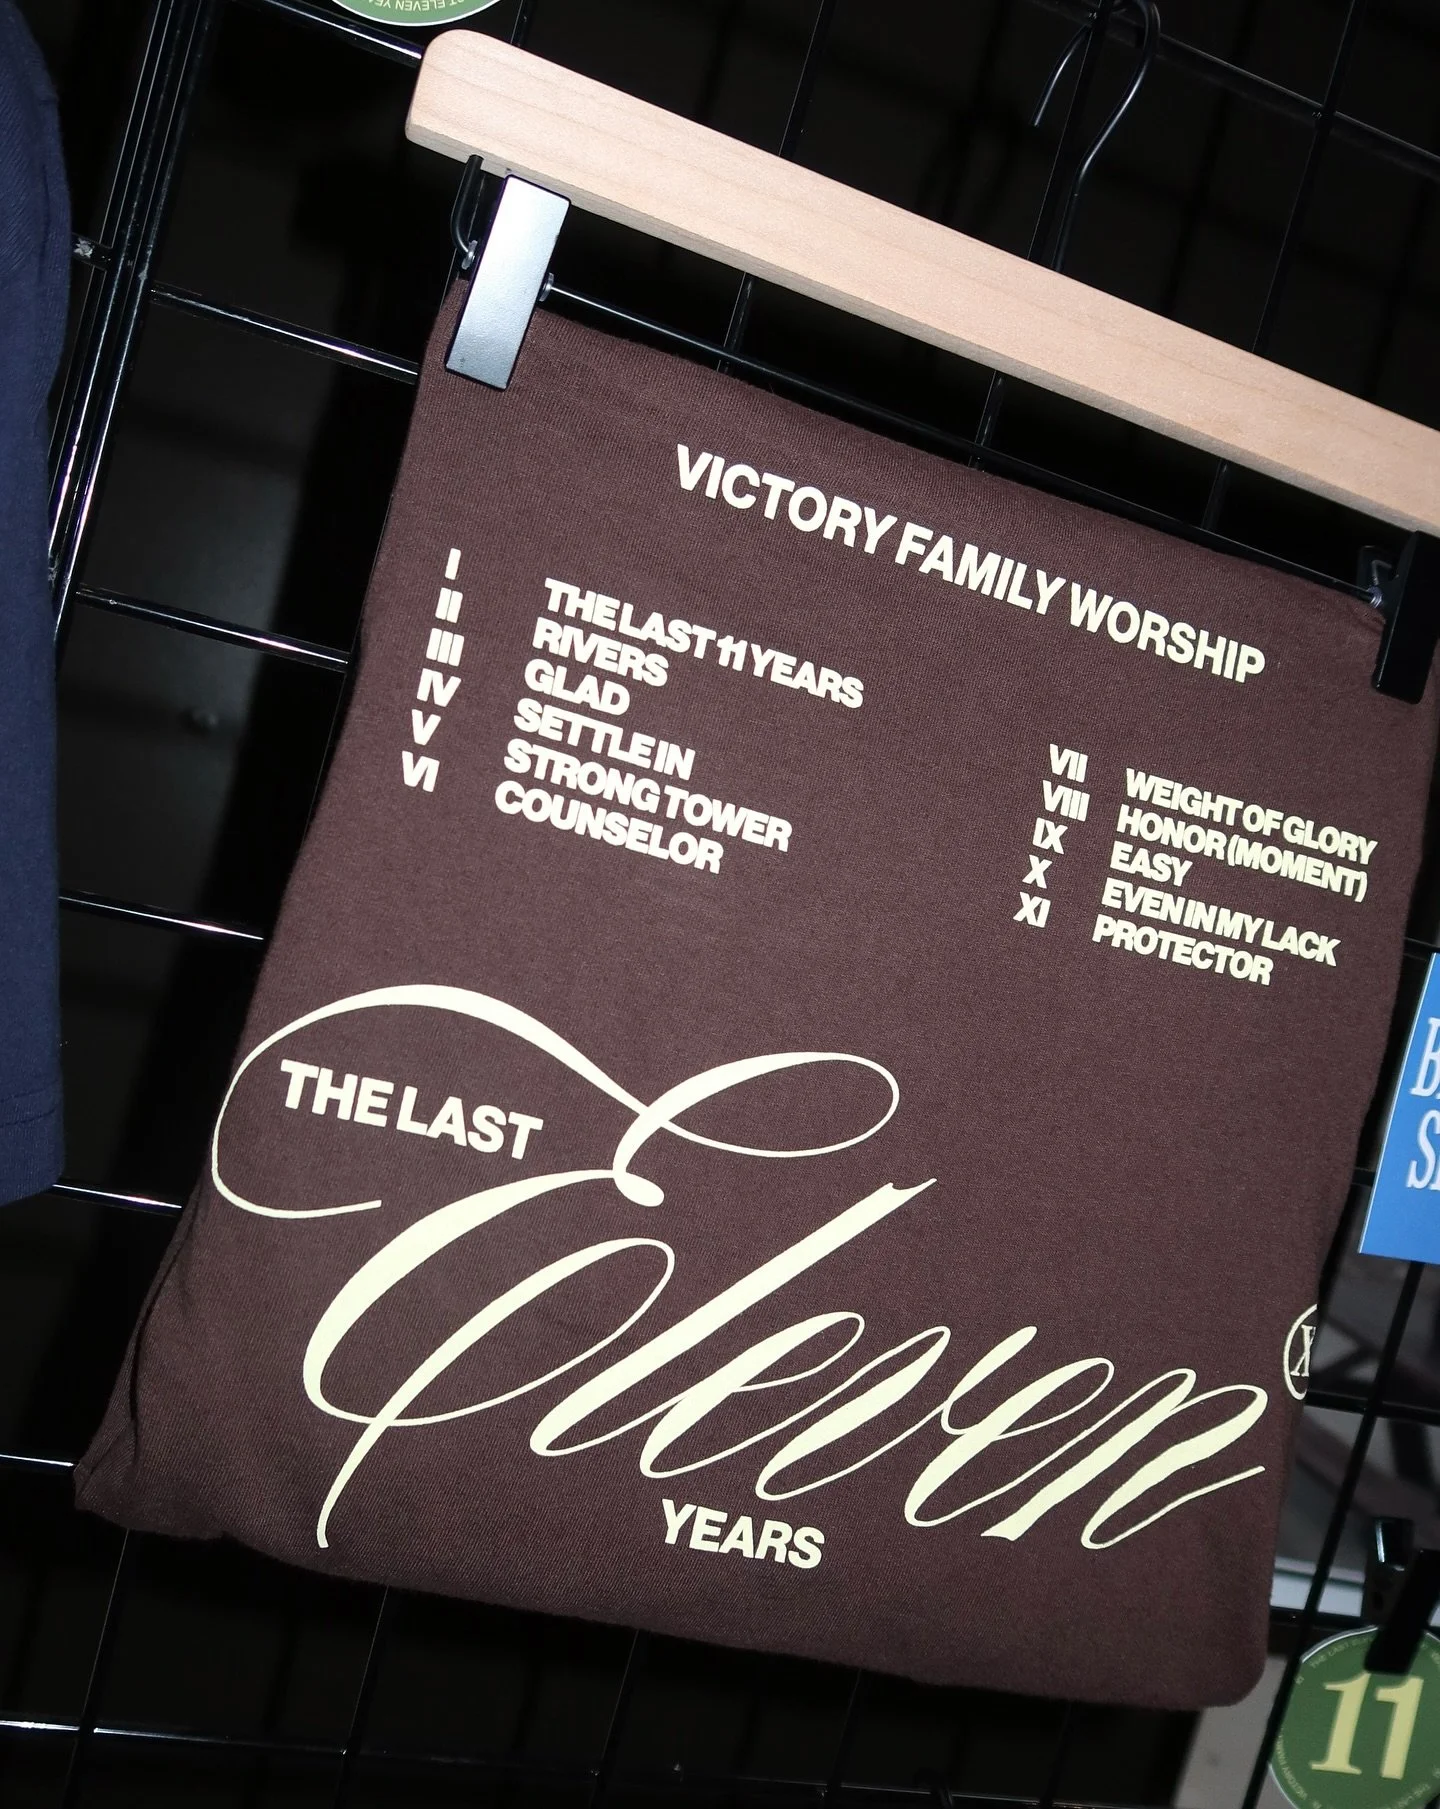 VICTORY FAMILY WORSHIP
I THE LAST 11 YEARS
II RIVERS
III GLAD
IV SETTLE IN
V STRONG TOWER
VI COUNSELOR
VII WEIGHT OF GLORY
VIII HONOR (MOMENT)
IX EASY
X EVEN IN MY LACK
XI PROTECTOR
THE LAST
Eleven
YEARS
11